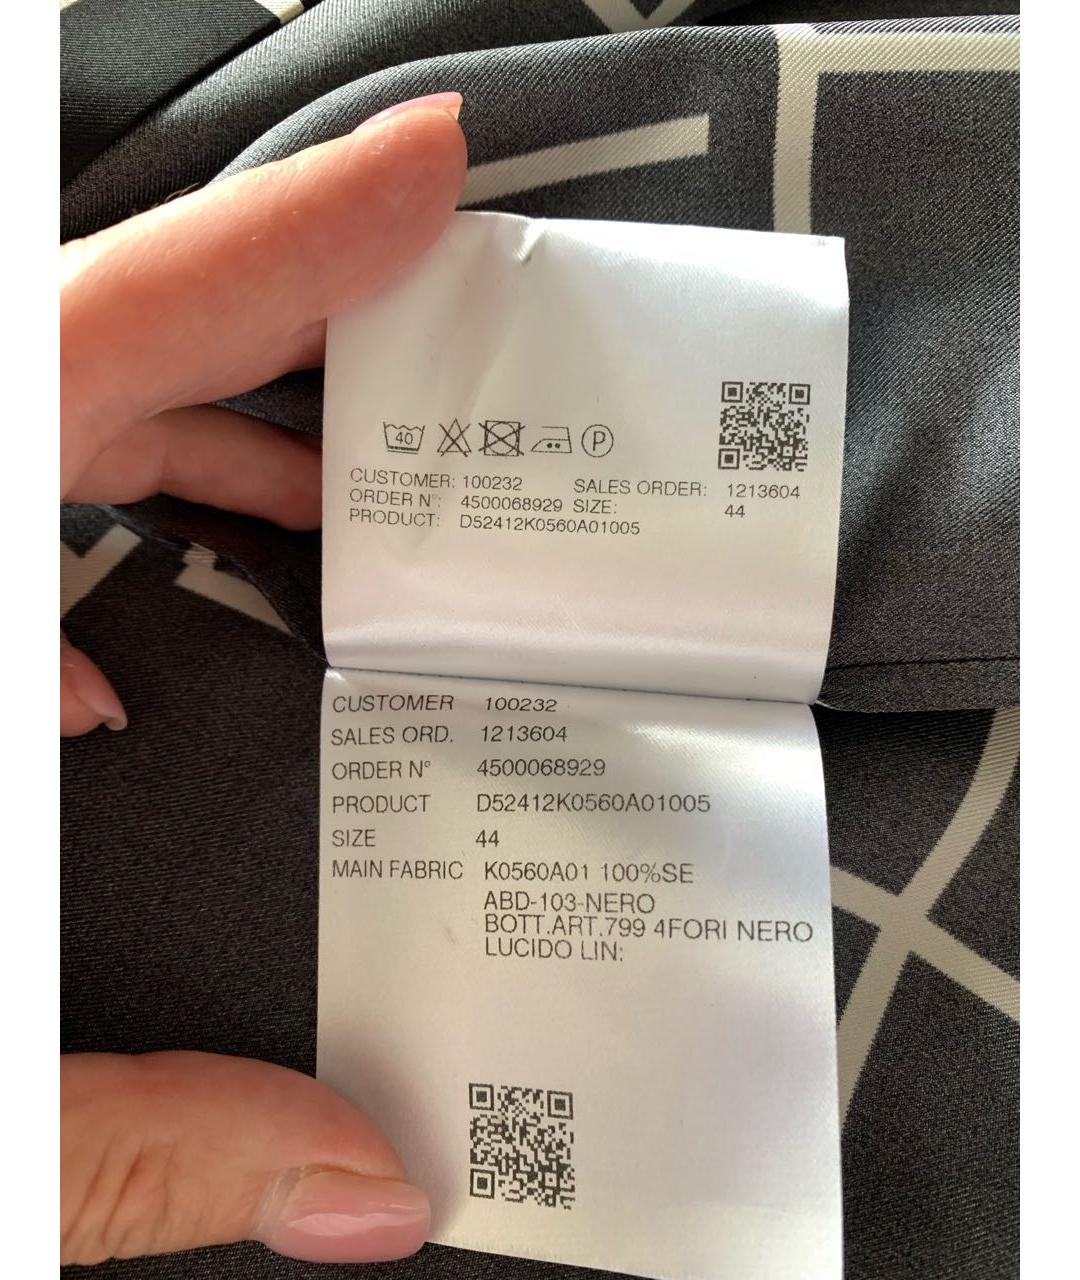 40 P
CUSTOMER: 100232 SALES ORDER: 1213604
ORDER N°: 4500068929 SIZE: 44
PRODUCT: D52412K0560A01005
CUSTOMER 100232
SALES ORD. 1213604
ORDER N° 4500068929
PRODUCT D52412K0560A01005
SIZE 44
MAIN FABRIC K0560A01 100%SE
ABD-103-NERO
BOTT.ART.799 4FORI NERO
LUCIDO LIN: